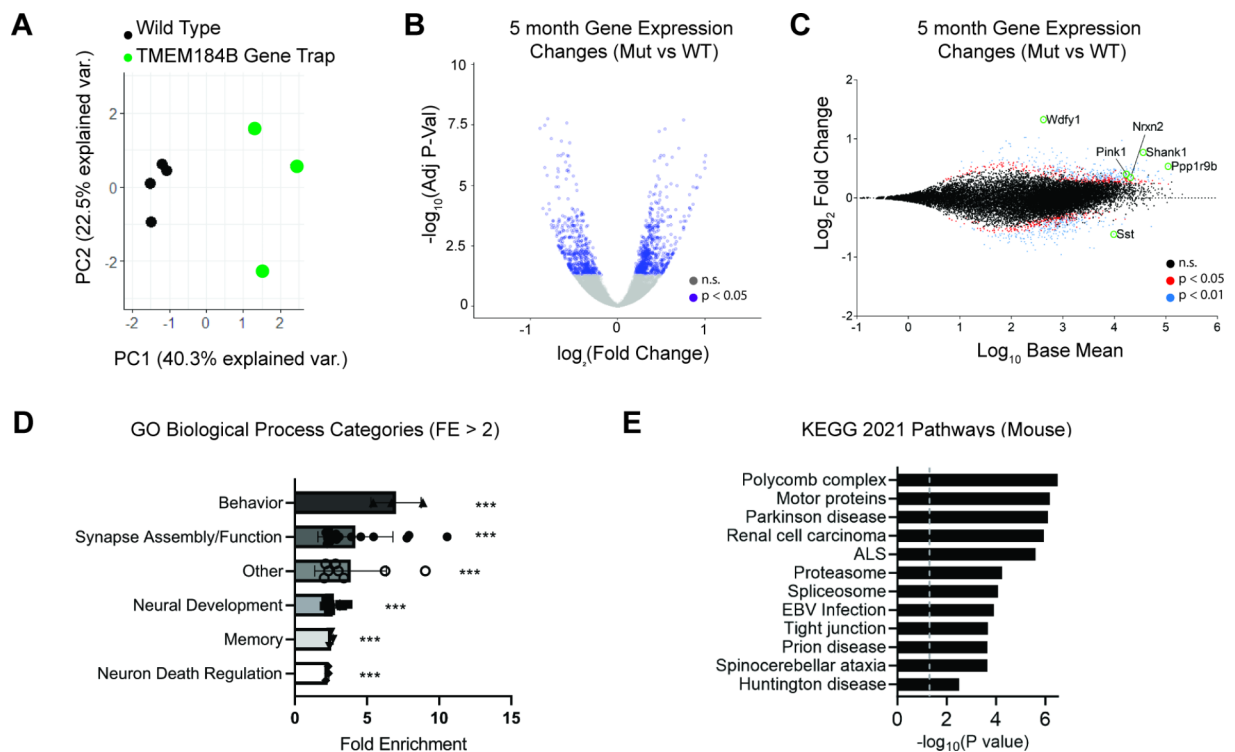 A
Wild Type
TMEM184B Gene Trap
PC2 (22.5% explained var.)
2
0
-2
-2
-1
0
1
2
PC1 (40.3% explained var.)
B
5 month Gene Expression
Changes (Mut vs WT)
-log10(Adj P-Val)
10
7.5
5
2.5
0
n.s.
p < 0.05
-1
0
1
log2(Fold Change)
C
5 month Gene Expression
Changes (Mut vs WT)
Log2 Fold Change
2
1
0
-1
-2
Wdfy1
Nrxn2
Pink1
Shank1
Ppp1r9b
Sst
n.s.
p < 0.05
p < 0.01
-1
0
1
2
3
4
5
6
Log10 Base Mean
D
GO Biological Process Categories (FE > 2)
Behavior
***
Synapse Assembly/Function
***
Other
***
Neural Development
***
Memory
***
Neuron Death Regulation
***
0
5
10
15
Fold Enrichment
E
KEGG 2021 Pathways (Mouse)
Polycomb complex
Motor proteins
Parkinson disease
Renal cell carcinoma
ALS
Proteasome
Spliceosome
EBV Infection
Tight junction
Prion disease
Spinocerebellar ataxia
Huntington disease
0
2
4
6
-log10(P value)